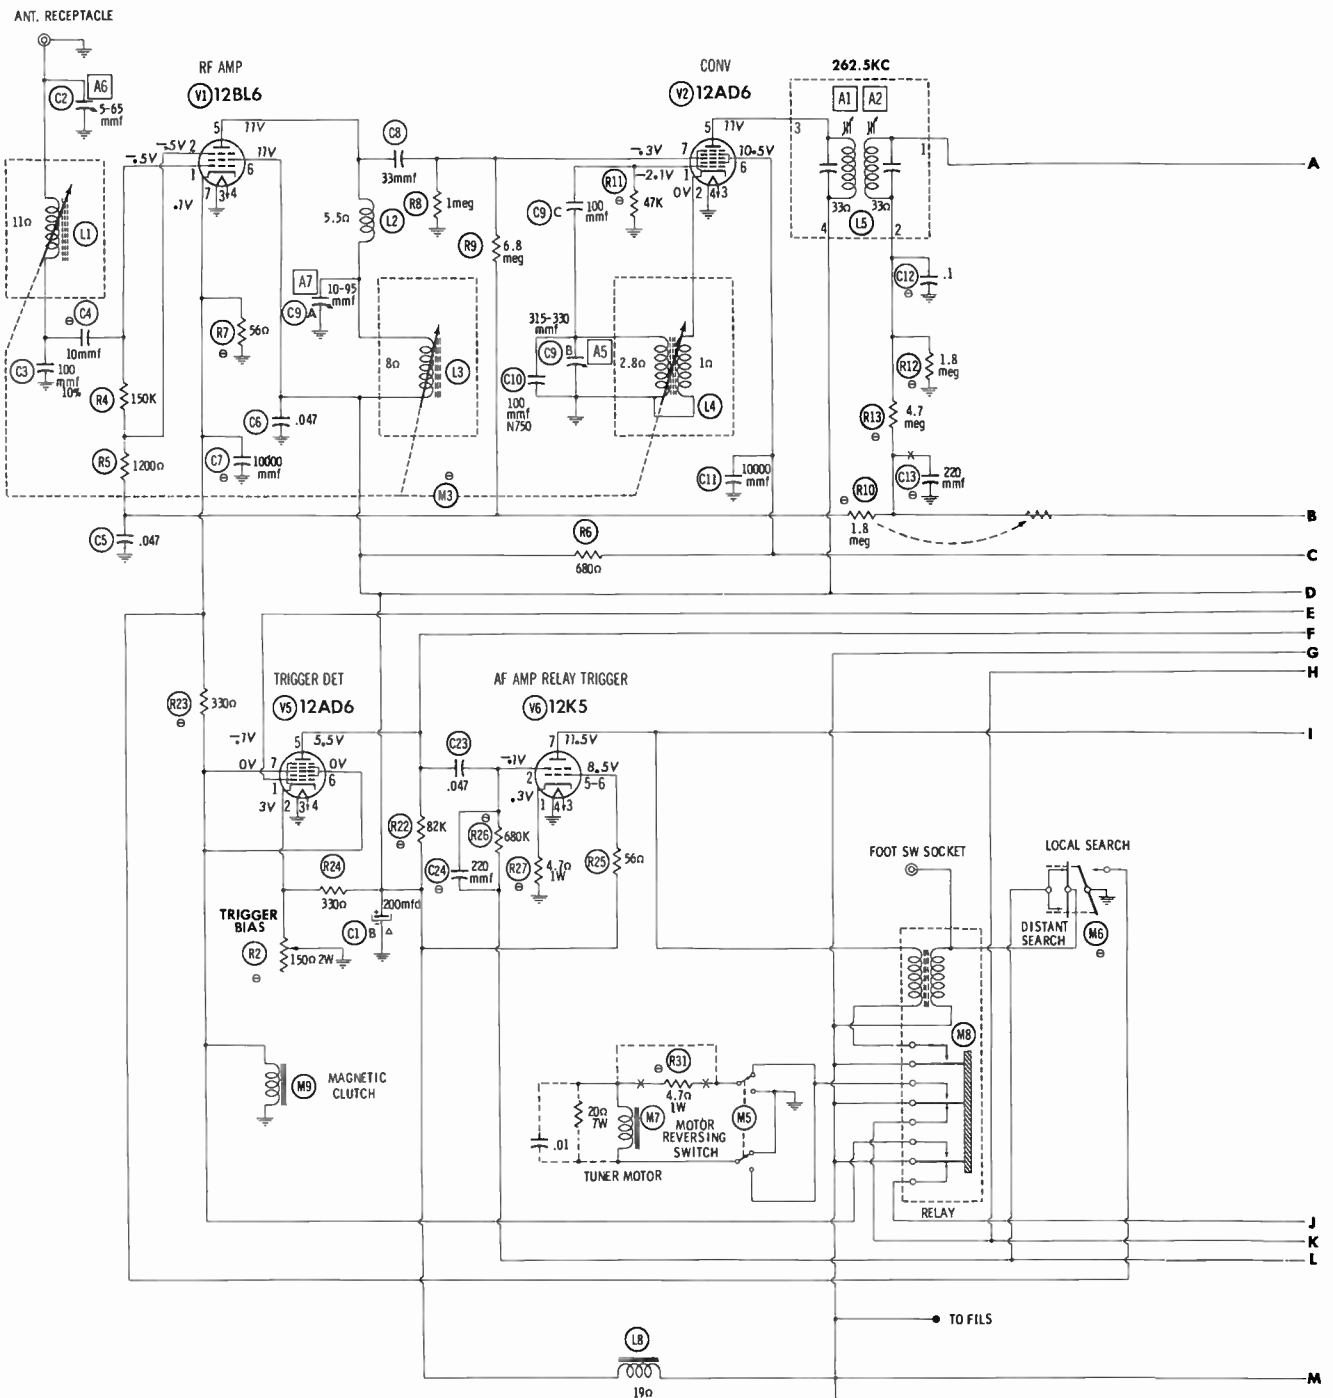 ANT. RECEPTACLE
C2
A6
5-65
mmf
RF AMP
V1 12BL6
5
11V
-.5V
2
-.5V
1
11V
6
7
3
4
.1V
C8
33mmf
CONV
V2 12AD6
5
11V
-.3V
7
10.5V
6
-2.1V
1
0V
2
4
3
262.5KC
A1
A2
3
1
33Ω
33Ω
4
L5
2
A
11Ω
L1
5.5Ω
L2
R8
1meg
R9
6.8
meg
C9 C
100
mmf
R11
⊖
47K
C12
⊖
.1
⊖
C4
10mmf
C3
100
mmf
10%
R7
⊖
56Ω
A7
10-95
mmf
C9 A
8Ω
L3
315-330
mmf
C9 B
A5
C10
100
mmf
N750
2.8Ω
1Ω
L4
R12
⊖
1.8
meg
R4
150K
C6
.047
R13
⊖
4.7
meg
R5
1200Ω
C7
⊖
10000
mmf
⊖
M3
C11
10000
mmf
X
C13
⊖
220
mmf
C5
.047
⊖
R10
1.8
meg
B
R6
680Ω
C
D
E
F
G
H
TRIGGER DET
V5 12AD6
AF AMP RELAY TRIGGER
V6 12K5
R23
⊖
330Ω
-.1V
5
5.5V
0V
7
0V
6
1
3V
2
3
4
C23
.047
7
11.5V
-.1V
2
8.5V
5-6
.3V
1
4
3
I
R22
⊖
82K
⊖
R26
680K
C24
⊖
220
mmf
R27
⊖
4.7Ω
1W
R25
56Ω
R24
330Ω
TRIGGER
BIAS
R2
⊖
150Ω 2W
200mfd
C1 B
△
FOOT SW SOCKET
LOCAL SEARCH
DISTANT
SEARCH
M6
⊖
M9
MAGNETIC
CLUTCH
⊖
R31
X
X
4.7Ω
1W
20Ω
7W
.01
M7
MOTOR
REVERSING
SWITCH
M5
TUNER MOTOR
M8
RELAY
J
K
L
TO FILS
L8
19Ω
M